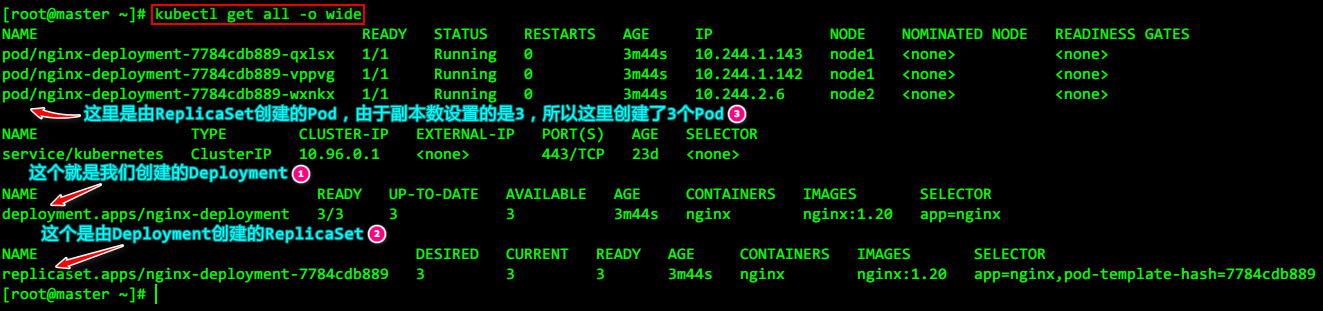 [root@master ~]# kubectl get all -o wide
NAME READY STATUS RESTARTS AGE IP NODE NOMINATED NODE READINESS GATES
pod/nginx-deployment-7784cdb889-qxlsx 1/1 Running 0 3m44s 10.244.1.143 node1 <none> <none>
pod/nginx-deployment-7784cdb889-vppvg 1/1 Running 0 3m44s 10.244.1.142 node1 <none> <none>
pod/nginx-deployment-7784cdb889-wxnkx 1/1 Running 0 3m44s 10.244.2.6 node2 <none> <none>
这里是由ReplicaSet创建的Pod，由于副本数设置的是3，所以这里创建了3个Pod 3
NAME TYPE CLUSTER-IP EXTERNAL-IP PORT(S) AGE SELECTOR
service/kubernetes ClusterIP 10.96.0.1 <none> 443/TCP 23d <none>
这个就是我们创建的Deployment 1
NAME READY UP-TO-DATE AVAILABLE AGE CONTAINERS IMAGES SELECTOR
deployment.apps/nginx-deployment 3/3 3 3 3m44s nginx nginx:1.20 app=nginx
这个是由Deployment创建的ReplicaSet 2
NAME DESIRED CURRENT READY AGE CONTAINERS IMAGES SELECTOR
replicaset.apps/nginx-deployment-7784cdb889 3 3 3 3m44s nginx nginx:1.20 app=nginx,pod-template-hash=7784cdb889
[root@master ~]#